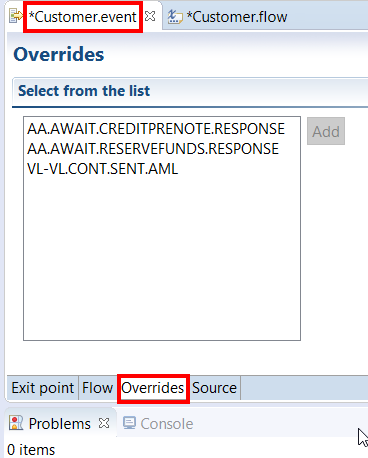 *Customer.event *Customer.flow
Overrides
Select from the list
AA.AWAIT.CREDITPRENOTE.RESPONSE
AA.AWAIT.RESERVEFUNDS.RESPONSE
VL-VL.CONT.SENT.AML
Add
Exit point Flow Overrides Source
Problems Console
0 items